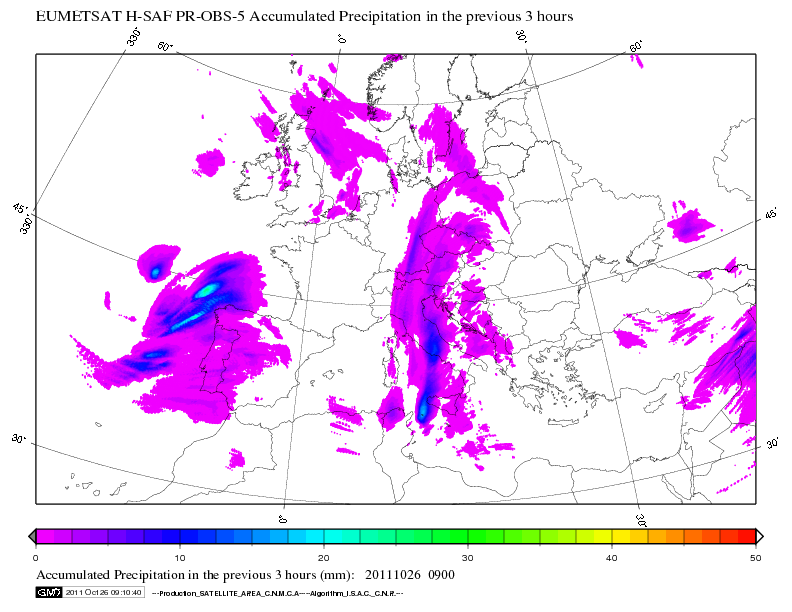 EUMETSAT H-SAF PR-OBS-5 Accumulated Precipitation in the previous 3 hours
330° 60° 0° 30° 60°
45° 330° 45°
30° 30°
0° 30°
0 10 20 30 40 50
Accumulated Precipitation in the previous 3 hours (mm): 20111026 0900
GMD 2011 Oct 26 09:10:40 ---Production_SATELLITE_AREA_C.N.M.C.A----Algorithm_I.S.A.C._C.N.R.---